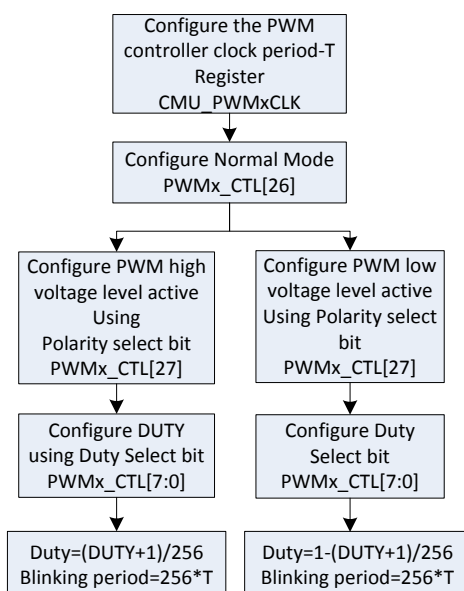 Configure the PWM
controller clock period-T
Register
CMU_PWMxCLK
Configure Normal Mode
PWMx_CTL[26]
Configure PWM high
voltage level active
Using
Polarity select bit
PWMx_CTL[27]
Configure PWM low
voltage level active
Using Polarity select
bit
PWMx_CTL[27]
Configure DUTY
using Duty Select bit
PWMx_CTL[7:0]
Configure Duty
Select bit
PWMx_CTL[7:0]
Duty=(DUTY+1)/256
Blinking period=256*T
Duty=1-(DUTY+1)/256
Blinking period=256*T